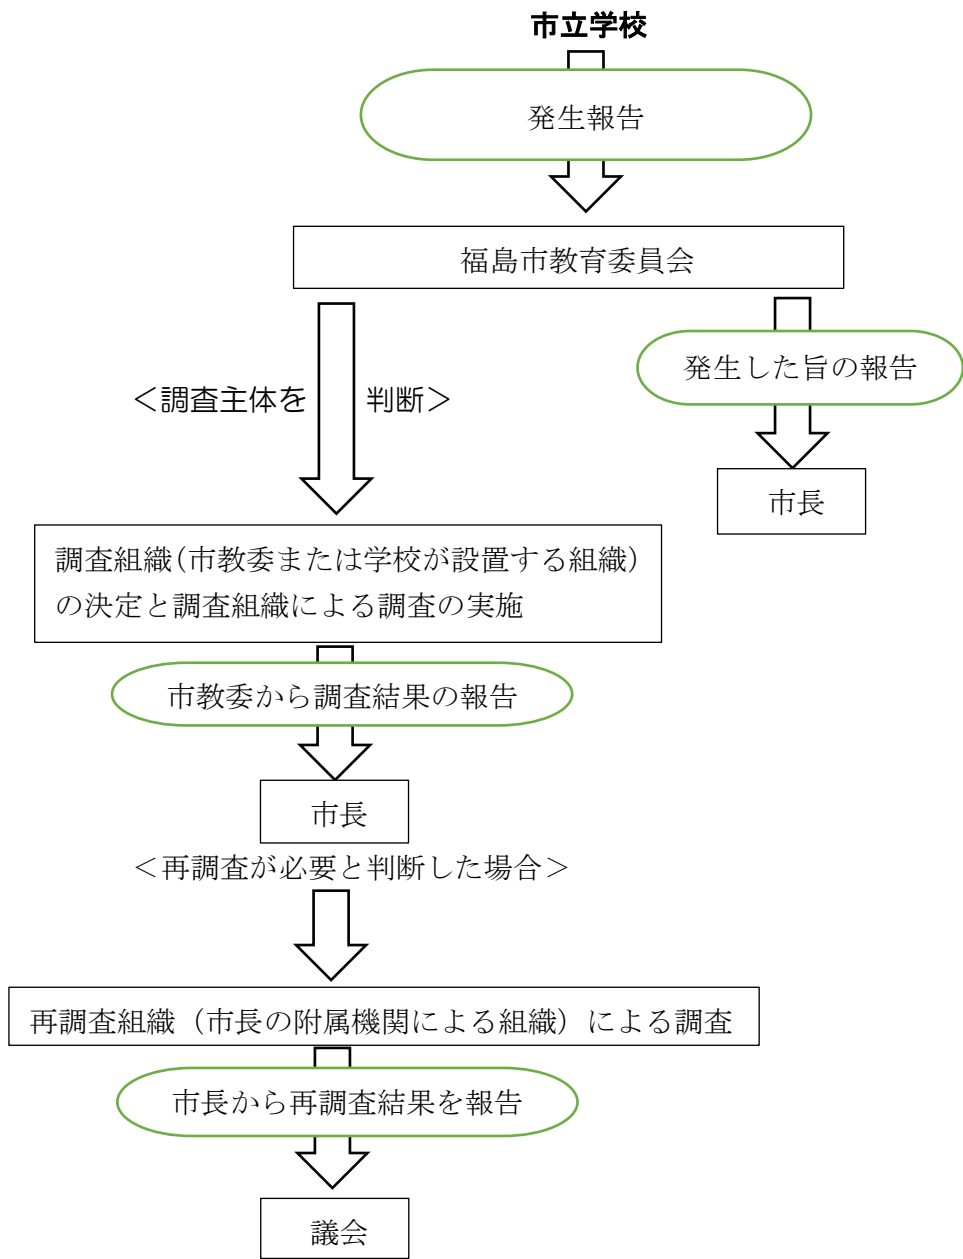 市立学校
発生報告
福島市教育委員会
発生した旨の報告
＜調査主体を　判断＞
市長
調査組織（市教委または学校が設置する組織）
の決定と調査組織による調査の実施
市教委から調査結果の報告
市長
＜再調査が必要と判断した場合＞
再調査組織（市長の附属機関による組織）による調査
市長から再調査結果を報告
議会